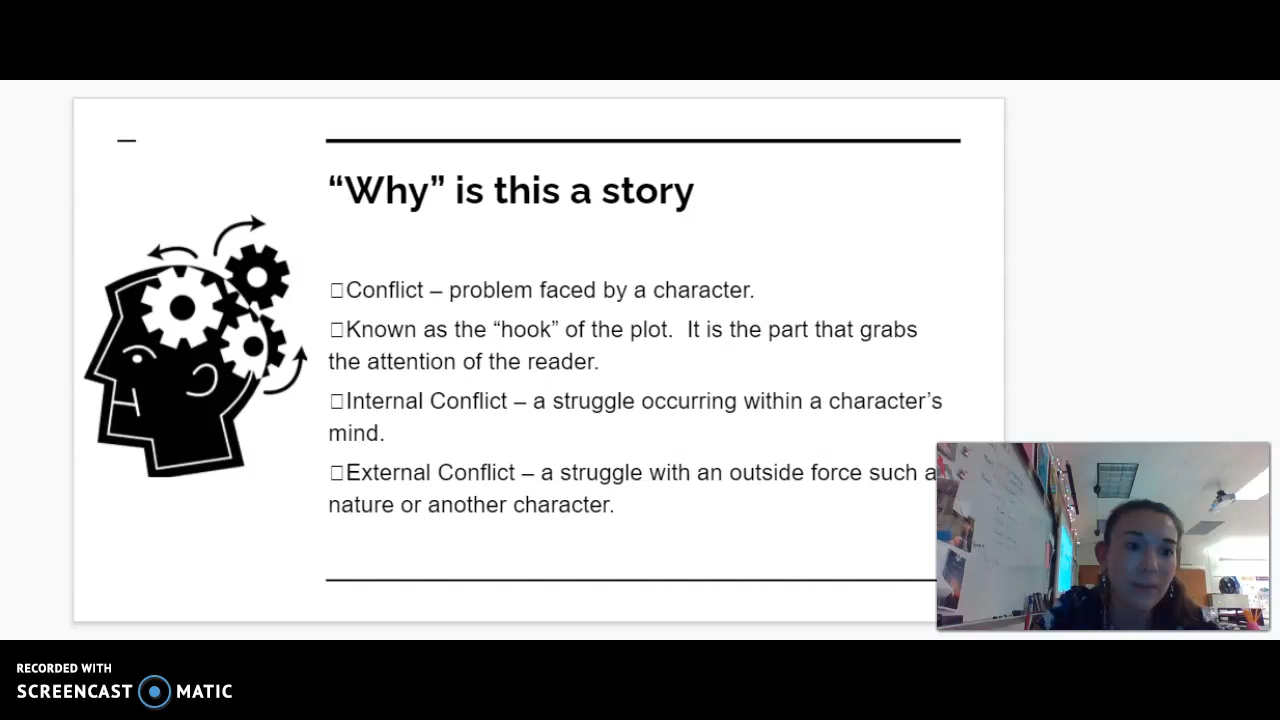 “Why” is this a story
Conflict – problem faced by a character.
Known as the “hook” of the plot.  It is the part that grabs
the attention of the reader.
Internal Conflict – a struggle occurring within a character’s
mind.
External Conflict – a struggle with an outside force such a
nature or another character.
RECORDED WITH
SCREENCAST MATIC